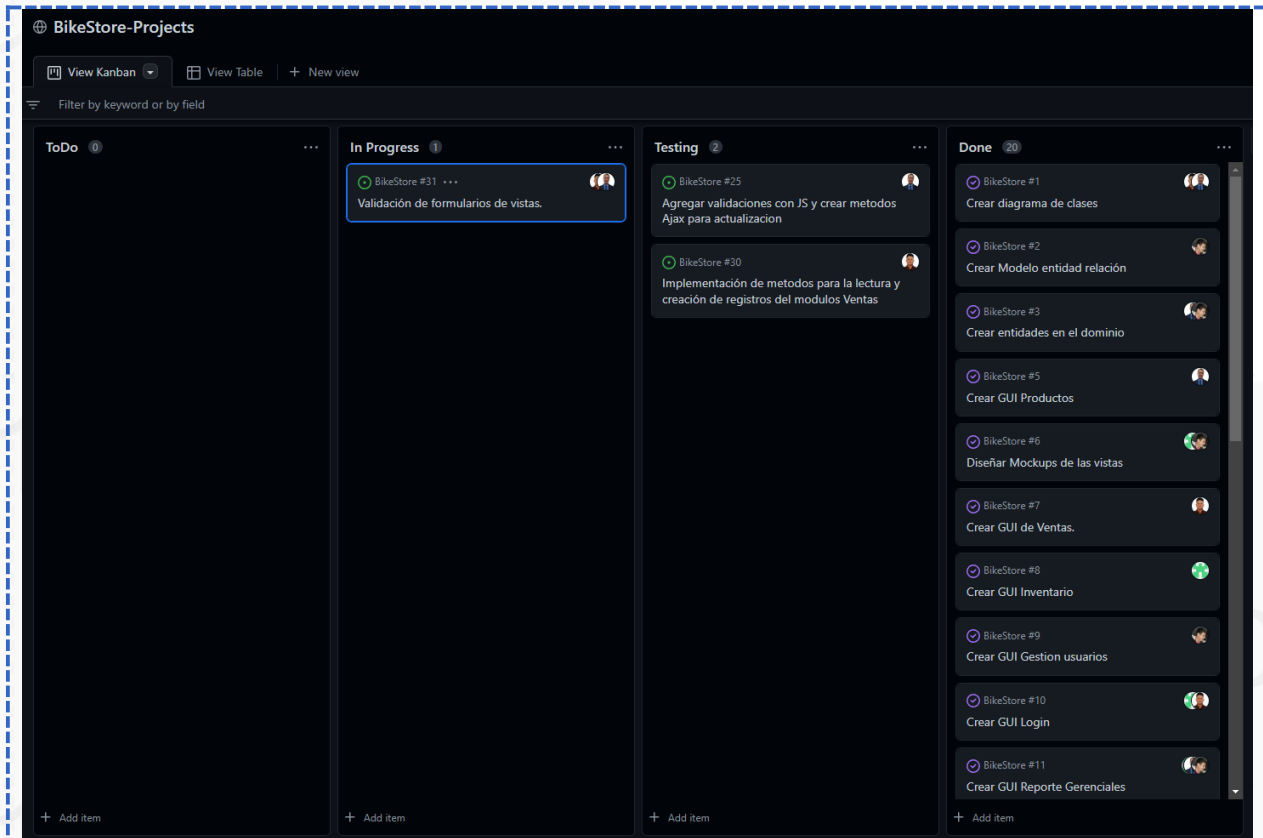 BikeStore-Projects
View Kanban
View Table
+ New view
Filter by keyword or by field
ToDo 0
+ Add item
In Progress 1
BikeStore #31
Validación de formularios de vistas.
+ Add item
Testing 2
BikeStore #25
Agregar validaciones con JS y crear metodos
Ajax para actualizacion
BikeStore #30
Implementación de metodos para la lectura y
creación de registros del modulos Ventas
+ Add item
Done 20
BikeStore #1
Crear diagrama de clases
BikeStore #2
Crear Modelo entidad relación
BikeStore #3
Crear entidades en el dominio
BikeStore #5
Crear GUI Productos
BikeStore #6
Diseñar Mockups de las vistas
BikeStore #7
Crear GUI de Ventas.
BikeStore #8
Crear GUI Inventario
BikeStore #9
Crear GUI Gestion usuarios
BikeStore #10
Crear GUI Login
BikeStore #11
Crear GUI Reporte Gerenciales
+ Add item